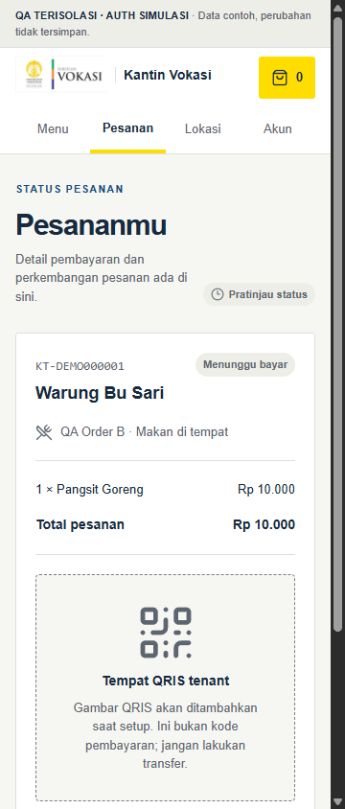 QA TERISOLASI · AUTH SIMULASI · Data contoh, perubahan
tidak tersimpan.
VOKASI
Kantin Vokasi
0
Menu
Pesanan
Lokasi
Akun
STATUS PESANAN
Pesananmu
Detail pembayaran dan
perkembangan pesanan ada di
sini.
Pratinjau status
KT-DEMO000001
Menunggu bayar
Warung Bu Sari
QA Order B · Makan di tempat
1 × Pangsit Goreng
Rp 10.000
Total pesanan
Rp 10.000
Tempat QRIS tenant
Gambar QRIS akan ditambahkan
saat setup. Ini bukan kode
pembayaran; jangan lakukan
transfer.